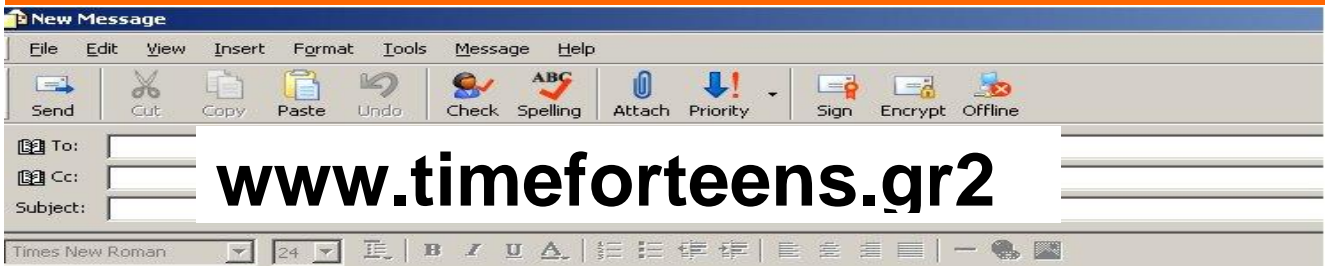 New Message
File Edit View Insert Format Tools Message Help
Send Cut Copy Paste Undo Check ABC Spelling Attach Priority Sign Encrypt Offline
To:
Cc:
Subject:
www.timeforteens.gr2
Times New Roman 24 B I U A